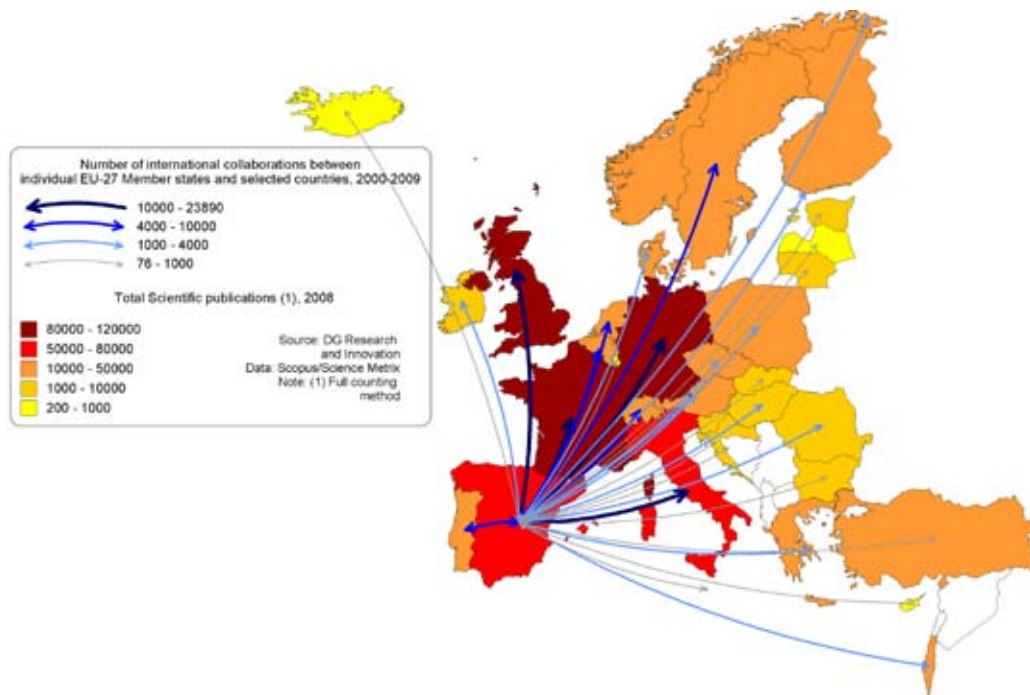 Number of international collaborations between
individual EU-27 Member states and selected countries, 2000-2009
10000 - 23890
4000 - 10000
1000 - 4000
76 - 1000
Total Scientific publications (1), 2008
80000 - 120000
50000 - 80000
10000 - 50000
1000 - 10000
200 - 1000
Source: DG Research
and Innovation
Data: Scopus/Science Metrix
Note: (1) Full counting
method